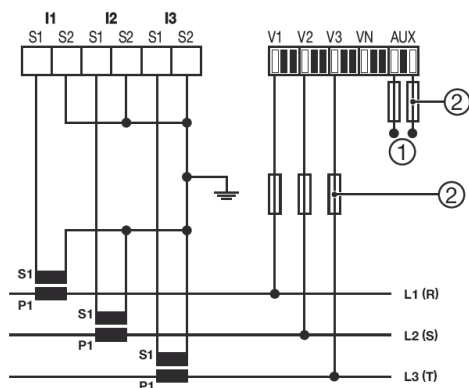 I1 I2 I3
S1 S2 S1 S2 S1 S2
V1 V2 V3 VN AUX
2
1
2
S1
P1
L1 (R)
S1
P1
L2 (S)
S1
P1
L3 (T)